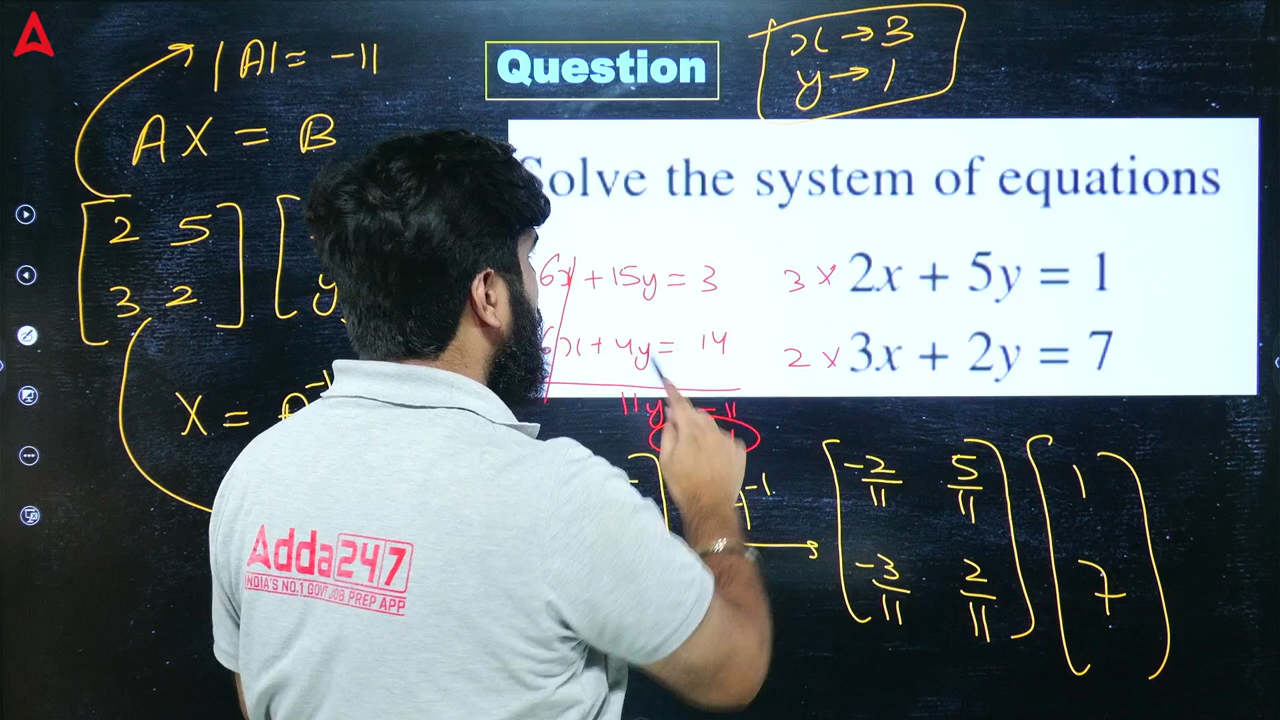 |A| = -11
Question
x → 3
y → 1
AX = B
Solve the system of equations
2 5
3 2
y
6x + 15y = 3
3 × 2x + 5y = 1
6x + 4y = 14
2 × 3x + 2y = 7
11y -11
X =
-2/11 5/11
-3/11 2/11
1
7
Adda247
INDIA'S NO.1 GOVT JOB PREP APP